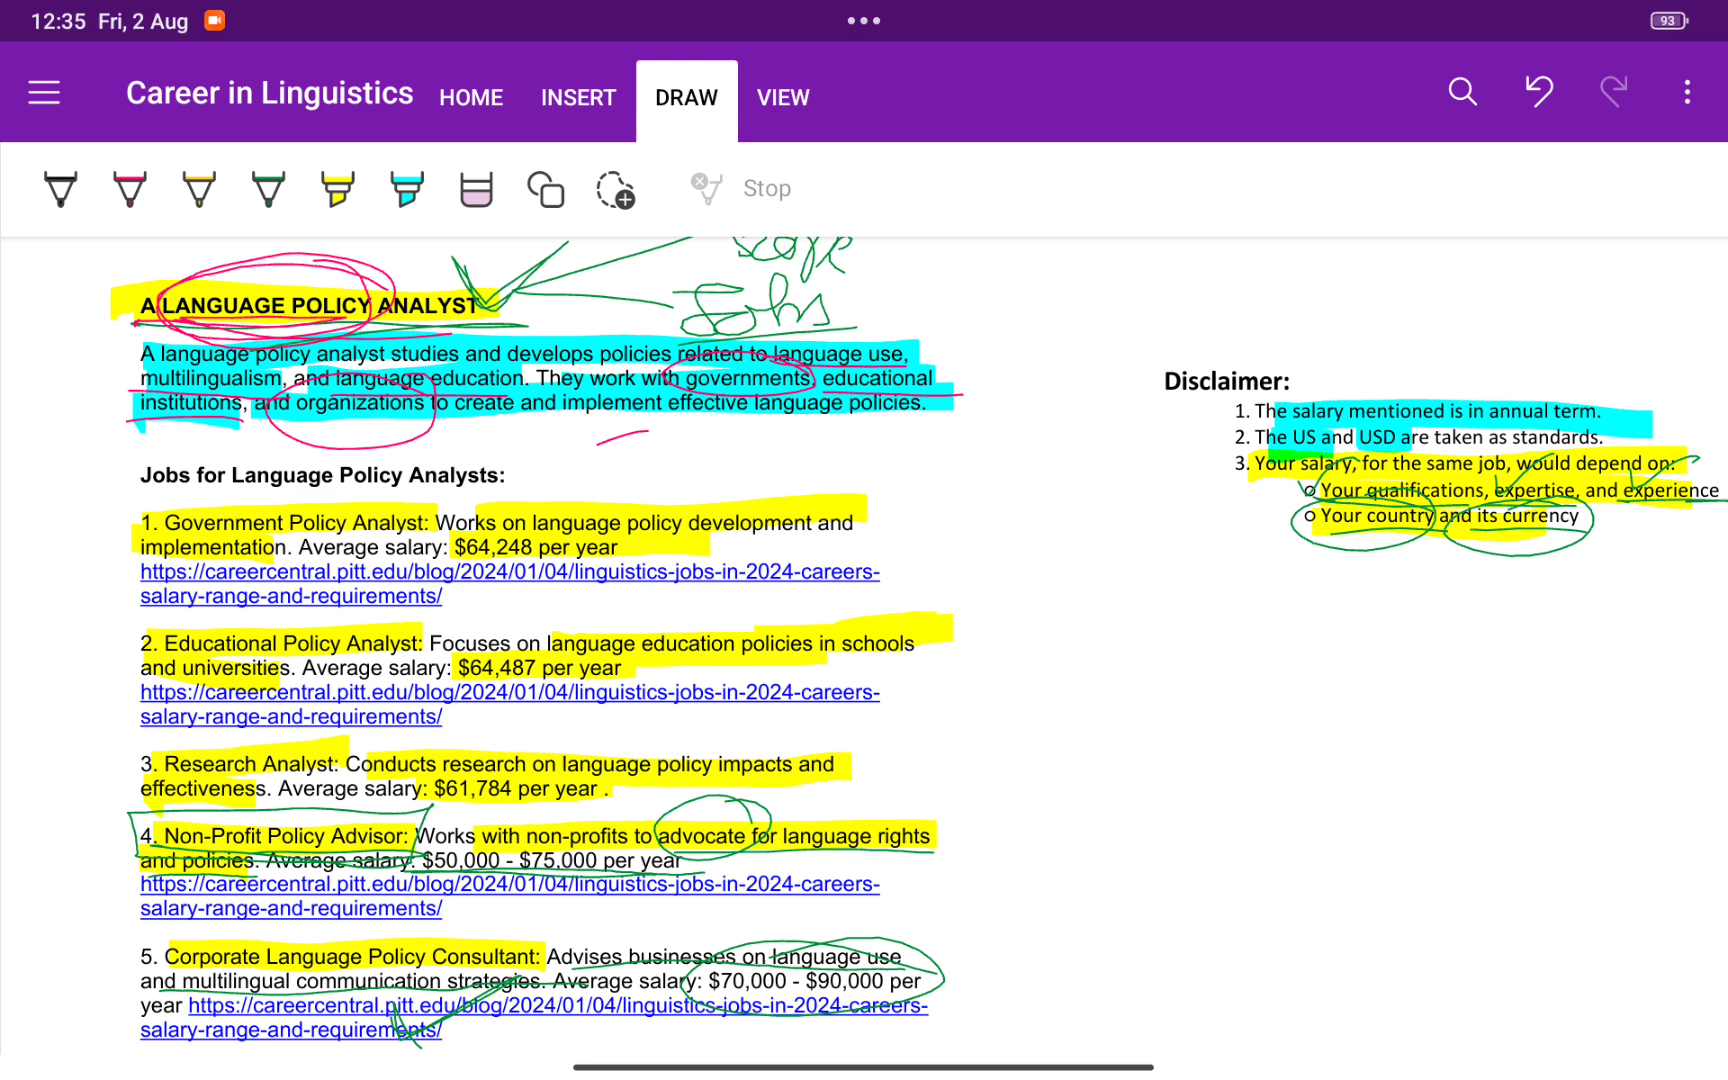 12:35 Fri, 2 Aug
93
Career in Linguistics HOME INSERT DRAW VIEW
Stop
Jobs
A LANGUAGE POLICY ANALYST
A language policy analyst studies and develops policies related to language use,
multilingualism, and language education. They work with governments, educational
institutions, and organizations to create and implement effective language policies.
Jobs for Language Policy Analysts:
1. Government Policy Analyst: Works on language policy development and
implementation. Average salary: $64,248 per year
https://careercentral.pitt.edu/blog/2024/01/04/linguistics-jobs-in-2024-careers-
salary-range-and-requirements/
2. Educational Policy Analyst: Focuses on language education policies in schools
and universities. Average salary: $64,487 per year
https://careercentral.pitt.edu/blog/2024/01/04/linguistics-jobs-in-2024-careers-
salary-range-and-requirements/
3. Research Analyst: Conducts research on language policy impacts and
effectiveness. Average salary: $61,784 per year .
4. Non-Profit Policy Advisor: Works with non-profits to advocate for language rights
and policies. Average salary: $50,000 - $75,000 per year
https://careercentral.pitt.edu/blog/2024/01/04/linguistics-jobs-in-2024-careers-
salary-range-and-requirements/
5. Corporate Language Policy Consultant: Advises businesses on language use
and multilingual communication strategies. Average salary: $70,000 - $90,000 per
year https://careercentral.pitt.edu/blog/2024/01/04/linguistics-jobs-in-2024-careers-
salary-range-and-requirements/
Disclaimer:
1. The salary mentioned is in annual term.
2. The US and USD are taken as standards.
3. Your salary, for the same job, would depend on:
o Your qualifications, expertise, and experience
o Your country and its currency